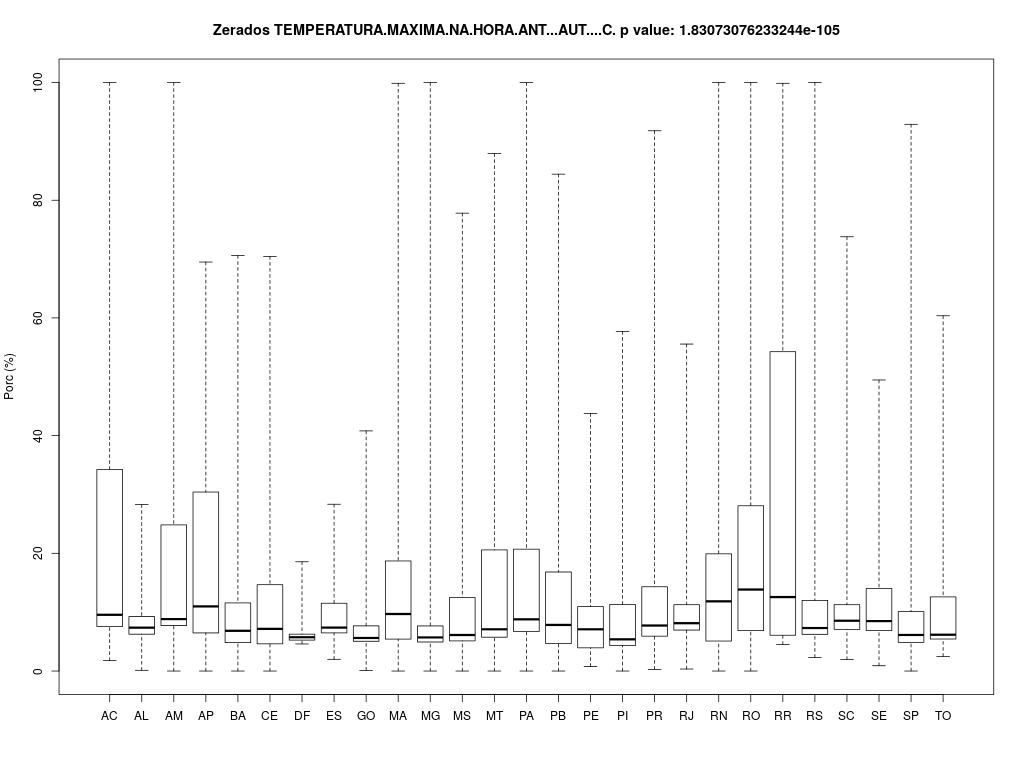 Zerados TEMPERATURA.MAXIMA.NA.HORA.ANT...AUT....C. p value: 1.83073076233244e-105
Porc (%)
100
80
60
40
20
0
AC AL AM AP BA CE DF ES GO MA MG MS MT PA PB PE PI PR RJ RN RO RR RS SC SE SP TO